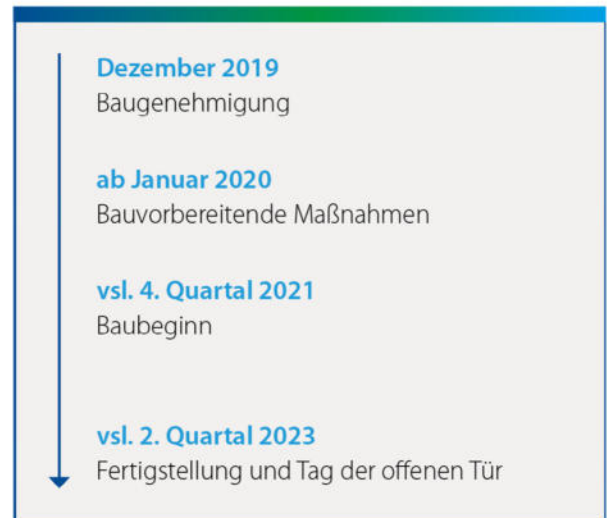 Dezember 2019
Baugenehmigung
ab Januar 2020
Bauvorbereitende Maßnahmen
vsl. 4. Quartal 2021
Baubeginn
vsl. 2. Quartal 2023
Fertigstellung und Tag der offenen Tür